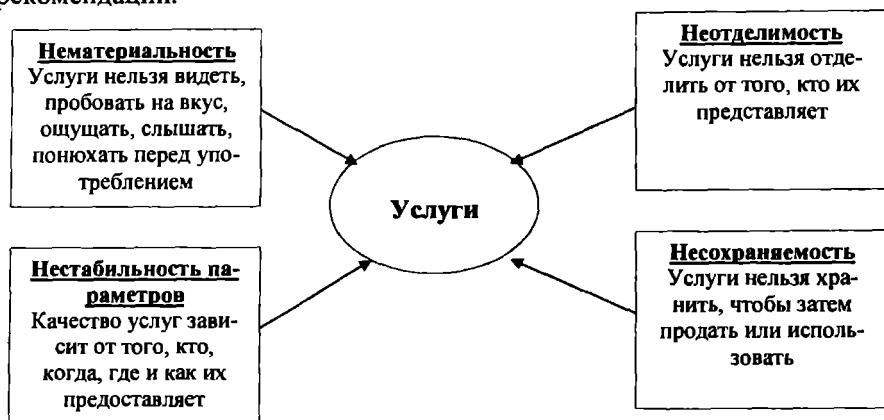 рекомендации.
Нематериальность
Услуги нельзя видеть,
пробовать на вкус,
ощущать, слышать,
понюхать перед упо-
треблением
Неотделимость
Услуги нельзя отде-
лить от того, кто их
представляет
Услуги
Нестабильность па-
раметров
Качество услуг зави-
сит от того, кто,
когда, где и как их
предоставляет
Несохраняемость
Услуги нельзя хра-
нить, чтобы затем
продать или исполь-
зовать